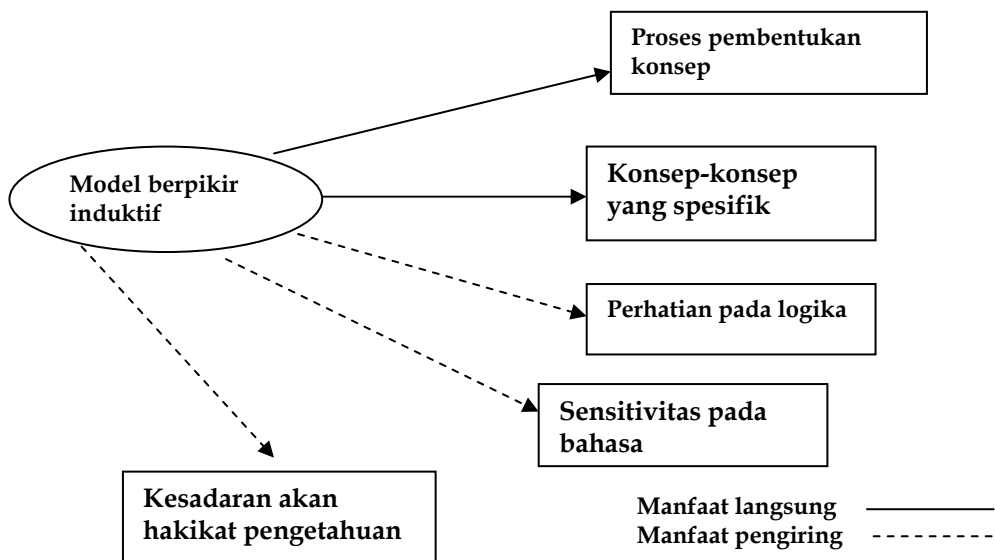 Proses pembentukan
konsep
Model berpikir
induktif
Konsep-konsep
yang spesifik
Perhatian pada logika
Sensitivitas pada
bahasa
Kesadaran akan
hakikat pengetahuan
Manfaat langsung
Manfaat pengiring